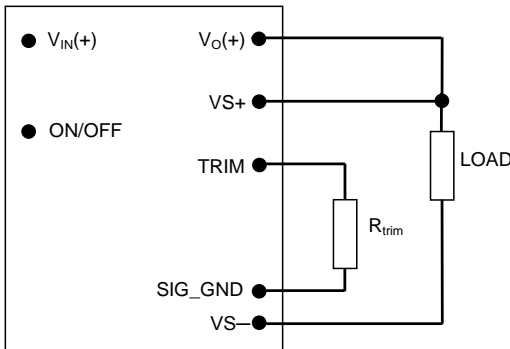 V_IN(+)
V_O(+)
VS+
ON/OFF
TRIM
LOAD
R_trim
SIG_GND
VS–